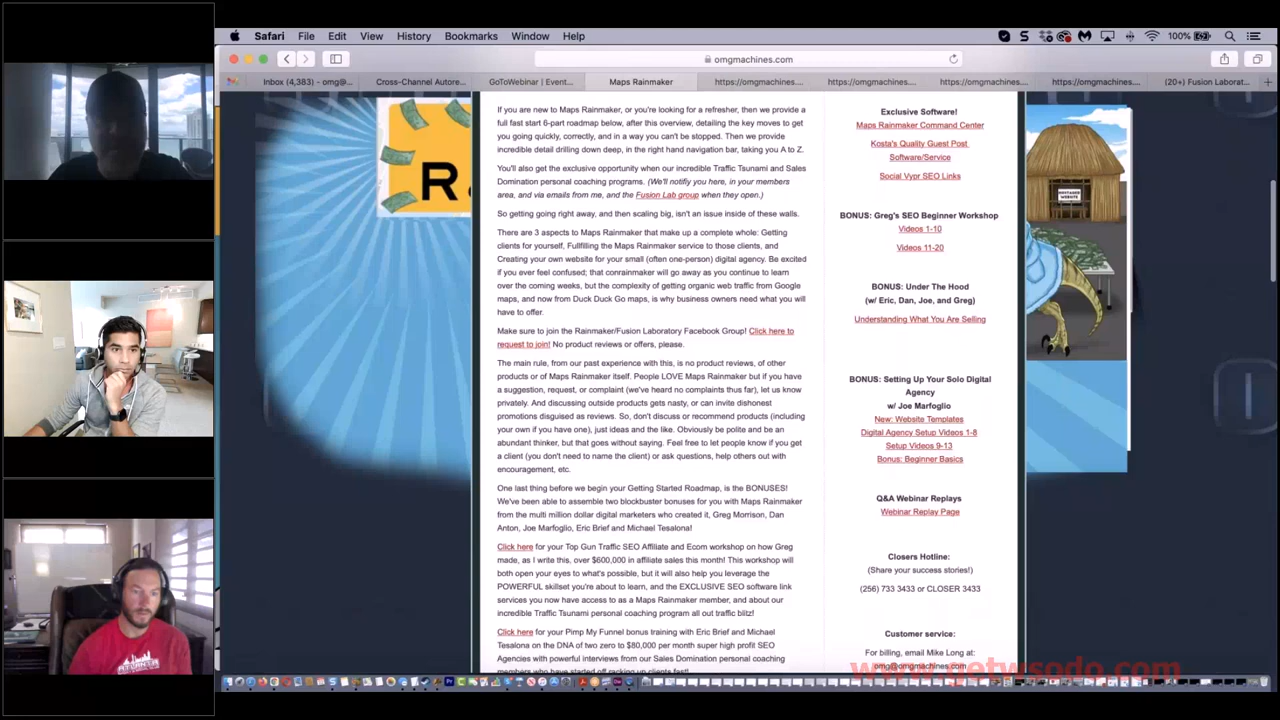 Safari File Edit View History Bookmarks Window Help 100%
omgmachines.com
Inbox (4,383) - omg@... Cross-Channel Autore... GoToWebinar | Event... Maps Rainmaker https://omgmachines.... https://omgmachines.... https://omgmachines.... https://omgmachines.... (20+) Fusion Laborat...
If you are new to Maps Rainmaker, or you're looking for a refresher, then we provide a
full fast start 6-part roadmap below, after this overview, detailing the key moves to get
you going quickly, correctly, and in a way you can't be stopped. Then we provide
incredible detail drilling down deep, in the right hand navigation bar, taking you A to Z.
You'll also get the exclusive opportunity when our incredible Traffic Tsunami and Sales
Domination personal coaching programs. (We'll notify you here, in your members
area, and via emails from me, and the Fusion Lab group when they open.)
So getting going right away, and then scaling big, isn't an issue inside of these walls.
There are 3 aspects to Maps Rainmaker that make up a complete whole: Getting
clients for yourself, Fullfilling the Maps Rainmaker service to those clients, and
Creating your own website for your small (often one-person) digital agency. Be excited
if you ever feel confused; that conrainmaker will go away as you continue to learn
over the coming weeks, but the complexity of getting organic web traffic from Google
maps, and now from Duck Duck Go maps, is why business owners need what you will
have to offer.
Make sure to join the Rainmaker/Fusion Laboratory Facebook Group! Click here to
request to join! No product reviews or offers, please.
The main rule, from our past experience with this, is no product reviews, of other
products or of Maps Rainmaker itself. People LOVE Maps Rainmaker but if you have
a suggestion, request, or complaint (we've heard no complaints thus far), let us know
privately. And discussing outside products gets nasty, or can invite dishonest
promotions disguised as reviews. So, don't discuss or recommend products (including
your own if you have one), just ideas and the like. Obviously be polite and be an
abundant thinker, but that goes without saying. Feel free to let people know if you get
a client (you don't need to name the client) or ask questions, help others out with
encouragement, etc.
One last thing before we begin your Getting Started Roadmap, is the BONUSES!
We've been able to assemble two blockbuster bonuses for you with Maps Rainmaker
from the multi million dollar digital marketers who created it, Greg Morrison, Dan
Anton, Joe Marfoglio, Eric Brief and Michael Tesalona!
Click here for your Top Gun Traffic SEO Affiliate and Ecom workshop on how Greg
made, as I write this, over $600,000 in affiliate sales this month! This workshop will
both open your eyes to what's possible, but it will also help you leverage the
POWERFUL skillset you're about to learn, and the EXCLUSIVE SEO software link
services you now have access to as a Maps Rainmaker member, and about our
incredible Traffic Tsunami personal coaching program all out traffic blitz!
Click here for your Pimp My Funnel bonus training with Eric Brief and Michael
Tesalona on the DNA of two zero to $80,000 per month super high profit SEO
Agencies with powerful interviews from our Sales Domination personal coaching
members who have started off racking up clients fast!
Exclusive Software!
Maps Rainmaker Command Center
Kosta's Quality Guest Post
Software/Service
Social Vypr SEO Links
BONUS: Greg's SEO Beginner Workshop
Videos 1-10
Videos 11-20
BONUS: Under The Hood
(w/ Eric, Dan, Joe, and Greg)
Understanding What You Are Selling
BONUS: Setting Up Your Solo Digital
Agency
w/ Joe Marfoglio
New: Website Templates
Digital Agency Setup Videos 1-8
Setup Videos 9-13
Bonus: Beginner Basics
Q&A Webinar Replays
Webinar Replay Page
Closers Hotline:
(Share your success stories!)
(256) 733 3433 or CLOSER 3433
Customer service:
For billing, email Mike Long at:
omg@omgmachines.com
www.getwsodo.com